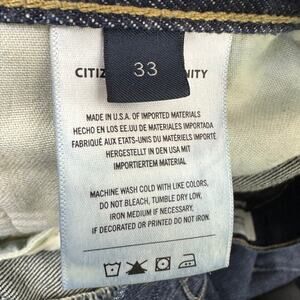 33
CITIZ NITY
MADE IN U.S.A. OF IMPORTED MATERIALS
HECHO EN LOS EE.UU DE MATERIALES IMPORTADA
FABRIQUÉ AUX ETATS-UNIS DU MATÉRIELS IMPORTÉ
HERGESTELLT IN DEN USA MIT
IMPORTIERTEM MATERIAL
MACHINE WASH COLD WITH LIKE COLORS,
DO NOT BLEACH, TUMBLE DRY LOW,
IRON MEDIUM IF NECESSARY,
IF DECORATED OR PRINTED DO NOT IRON.